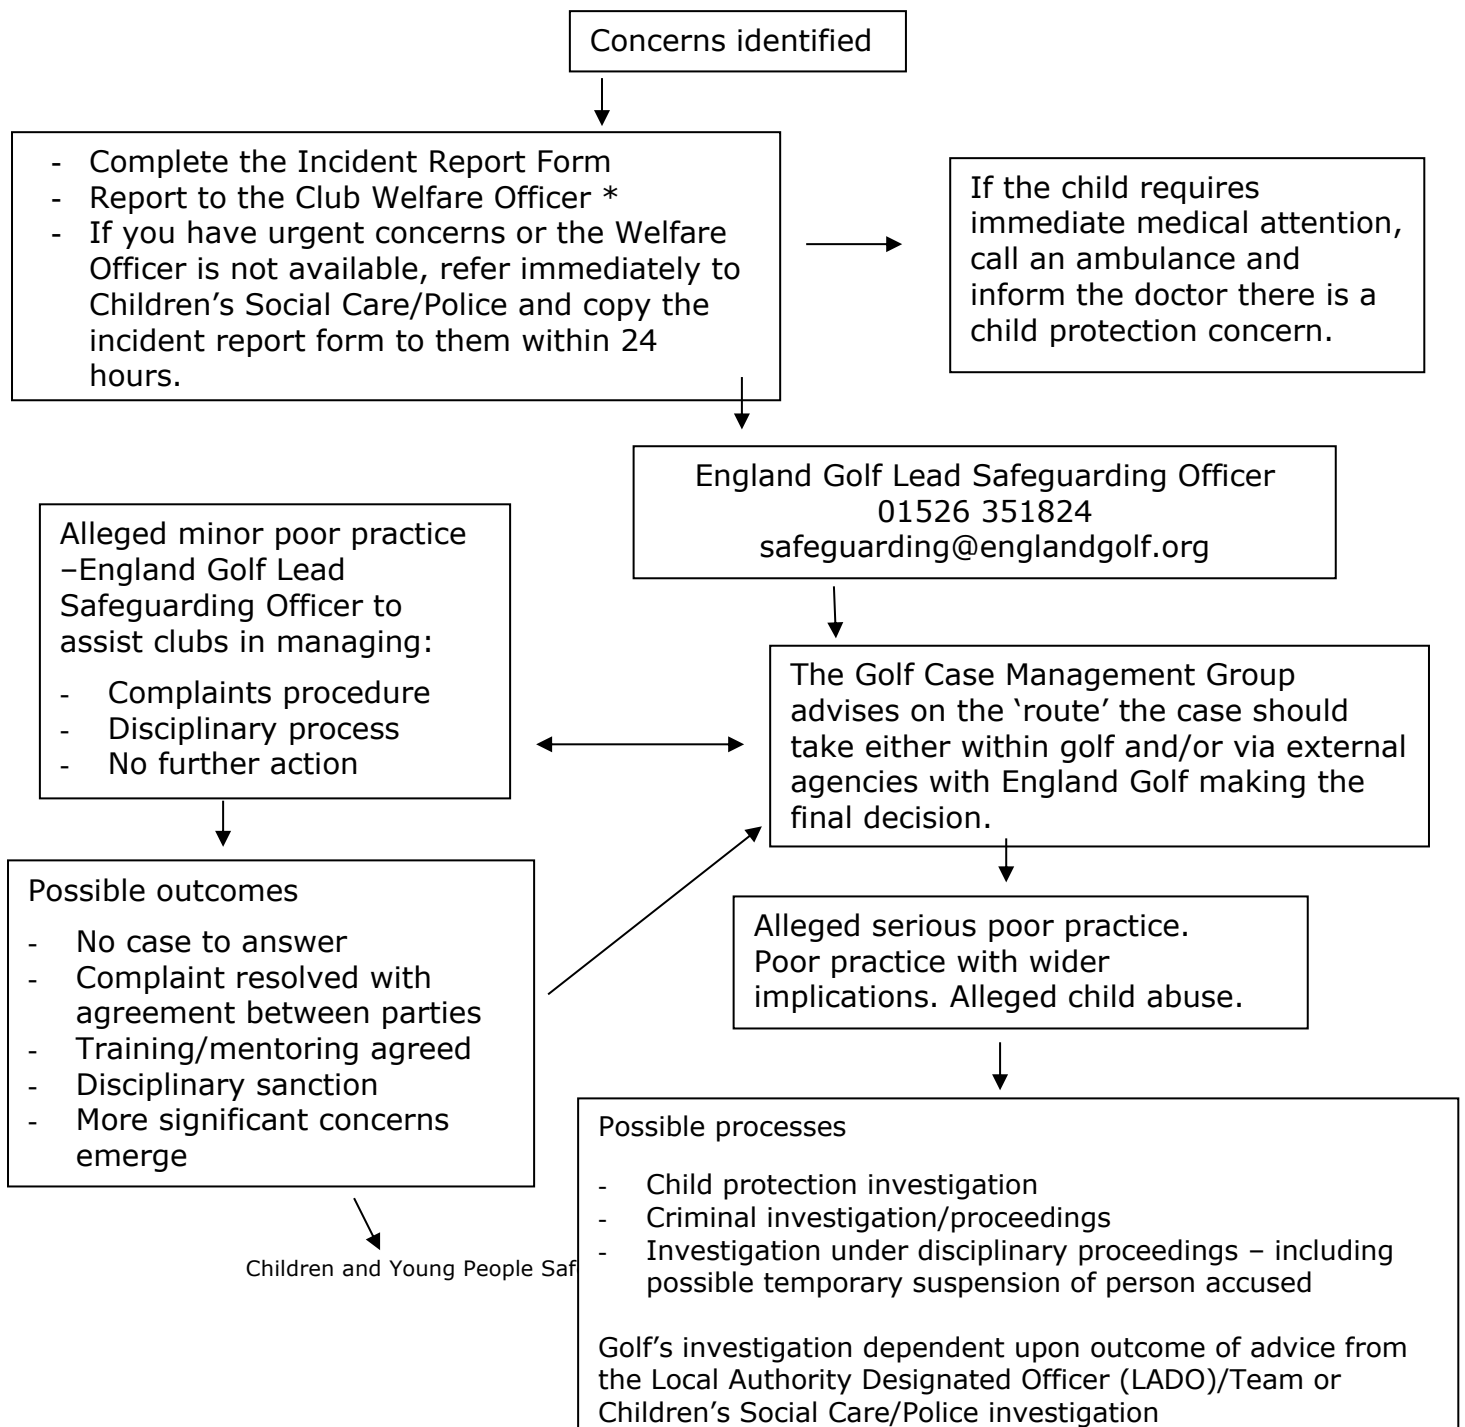 Concerns identified
- Complete the Incident Report Form
- Report to the Club Welfare Officer *
- If you have urgent concerns or the Welfare
Officer is not available, refer immediately to
Children’s Social Care/Police and copy the
incident report form to them within 24
hours.
If the child requires
immediate medical attention,
call an ambulance and
inform the doctor there is a
child protection concern.
England Golf Lead Safeguarding Officer
01526 351824
safeguarding@englandgolf.org
Alleged minor poor practice
–England Golf Lead
Safeguarding Officer to
assist clubs in managing:
- Complaints procedure
- Disciplinary process
- No further action
The Golf Case Management Group
advises on the ‘route’ the case should
take either within golf and/or via external
agencies with England Golf making the
final decision.
Possible outcomes
- No case to answer
- Complaint resolved with
agreement between parties
- Training/mentoring agreed
- Disciplinary sanction
- More significant concerns
emerge
Alleged serious poor practice.
Poor practice with wider
implications. Alleged child abuse.
Possible processes
- Child protection investigation
- Criminal investigation/proceedings
- Investigation under disciplinary proceedings – including
possible temporary suspension of person accused
Golf’s investigation dependent upon outcome of advice from
the Local Authority Designated Officer (LADO)/Team or
Children’s Social Care/Police investigation
Children and Young People Saf